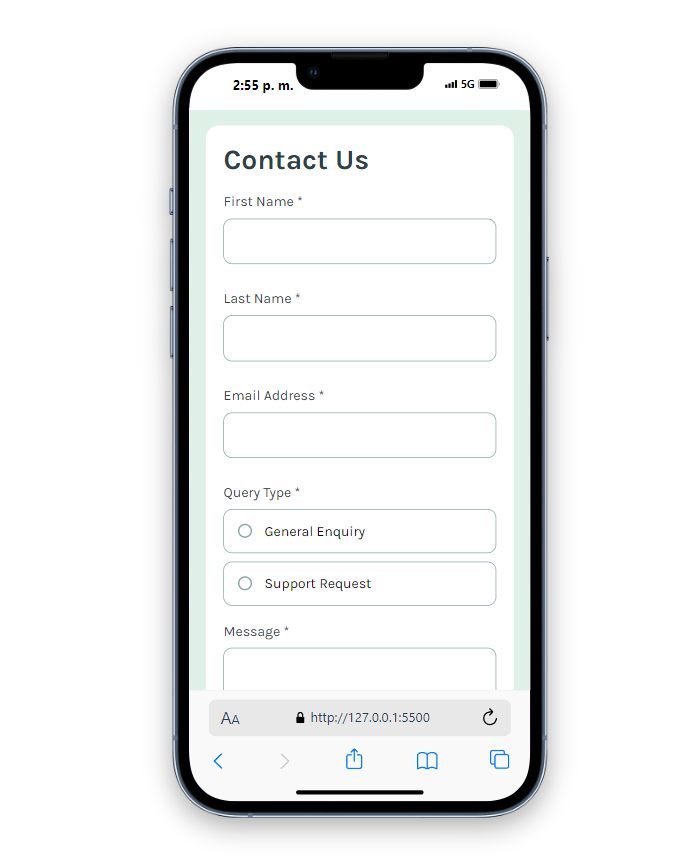 2:55 p. m.
5G
Contact Us
First Name *
Last Name *
Email Address *
Query Type *
General Enquiry
Support Request
Message *
AA
http://127.0.0.1:5500